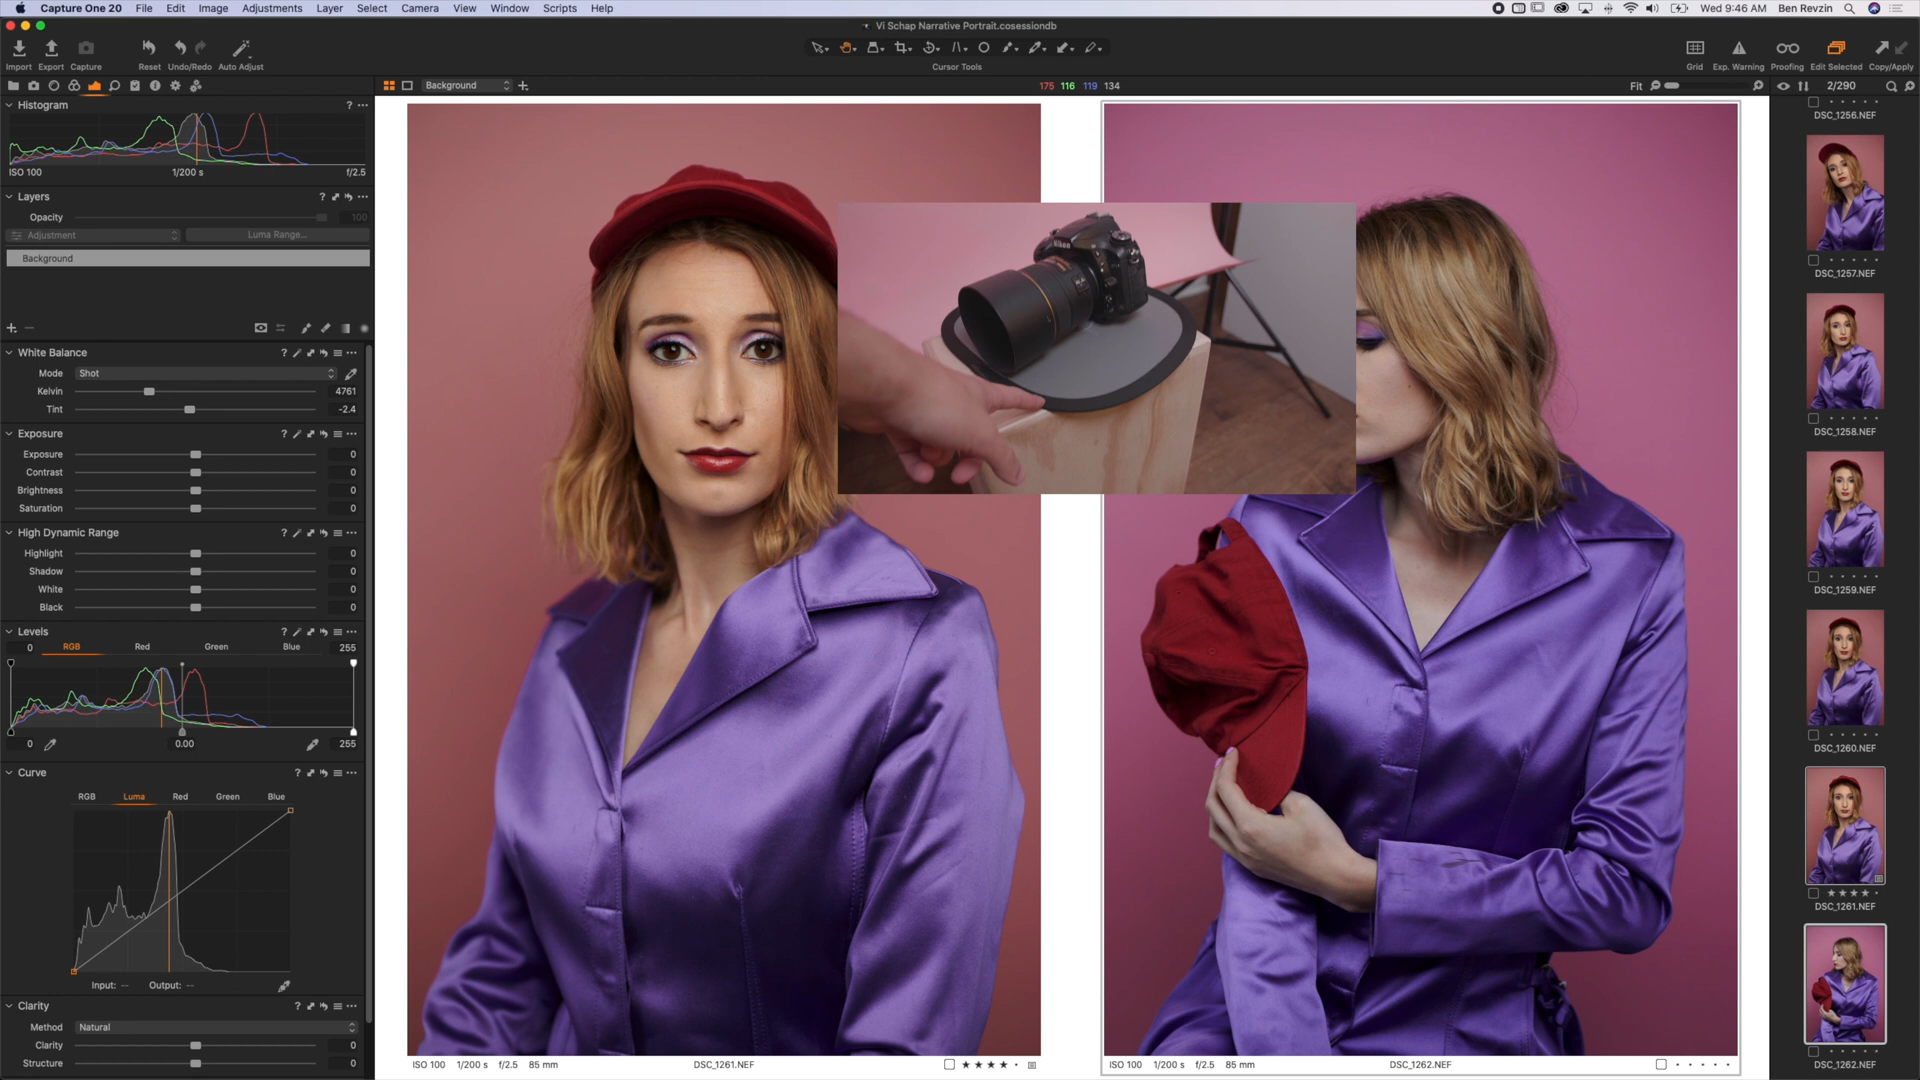 Capture One 20 File Edit Image Adjustments Layer Select Camera View Window Scripts Help
Wed 9:46 AM Ben Revzin
Vi Schap Narrative Portrait.cosessiondb
Import Export Capture Reset Undo/Redo Auto Adjust
Cursor Tools
Grid Exp. Warning Proofing Edit Selected Copy/Apply
Background
175 116 119 134
Fit
2/290
Histogram
ISO 100 1/200 s f/2.5
Layers
Opacity 100
Adjustment Luma Range...
Background
White Balance
Mode Shot
Kelvin 4761
Tint -2.4
Exposure
Exposure 0
Contrast 0
Brightness 0
Saturation 0
High Dynamic Range
Highlight 0
Shadow 0
White 0
Black 0
Levels
0 RGB Red Green Blue 255
0 0.00 255
Curve
RGB Luma Red Green Blue
Input: -- Output: --
Clarity
Method Natural
Clarity 0
Structure 0
Nikon
ISO 100 1/200 s f/2.5 85 mm DSC_1261.NEF
ISO 100 1/200 s f/2.5 85 mm DSC_1262.NEF
DSC_1256.NEF
DSC_1257.NEF
DSC_1258.NEF
DSC_1259.NEF
DSC_1260.NEF
DSC_1261.NEF
DSC_1262.NEF